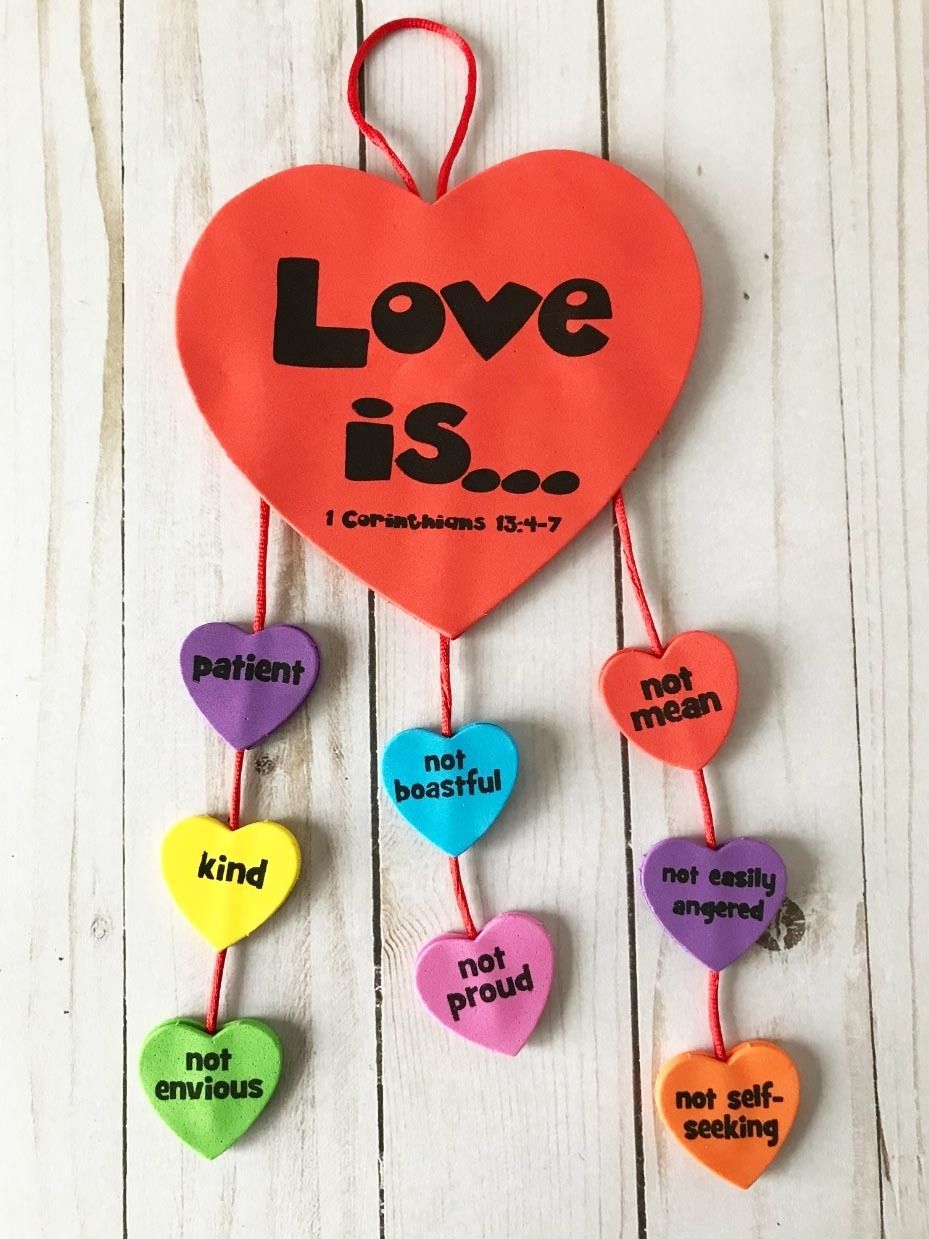 Love
is...
1 Corinthians 13:4-7
patient
kind
not
envious
not
boastful
not
proud
not
mean
not easily
angered
not self-
seeking